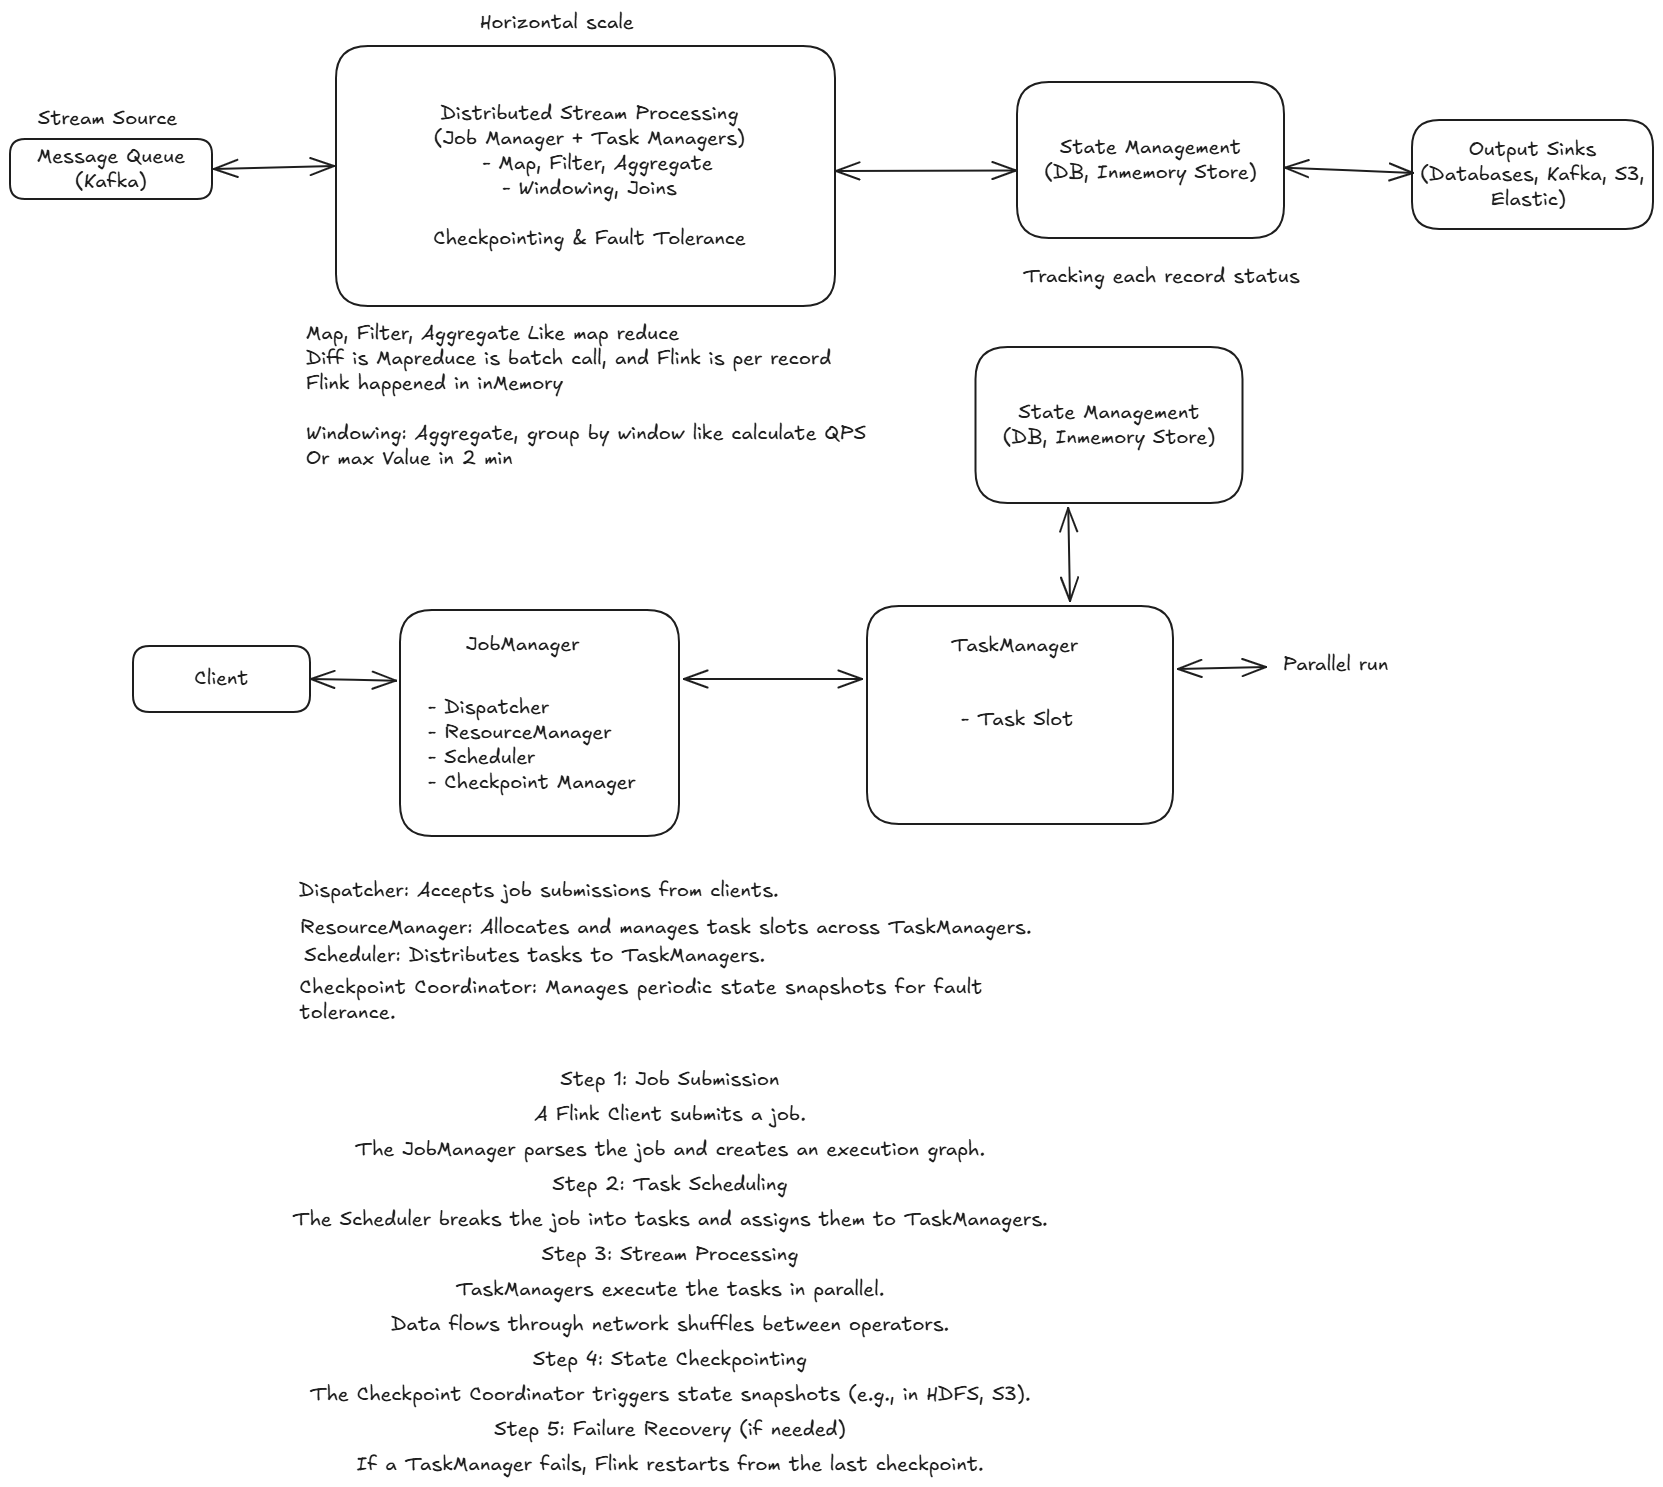 Horizontal scale
Stream Source
Message Queue
(Kafka)
Distributed Stream Processing
(Job Manager + Task Managers)
- Map, Filter, Aggregate
- Windowing, Joins
Checkpointing & Fault Tolerance
State Management
(DB, Inmemory Store)
Output Sinks
(Databases, Kafka, S3,
Elastic)
Tracking each record status
Map, Filter, Aggregate Like map reduce
Diff is Mapreduce is batch call, and Flink is per record
Flink happened in inMemory
Windowing: Aggregate, group by window like calculate QPS
Or max Value in 2 min
State Management
(DB, Inmemory Store)
Client
JobManager
- Dispatcher
- ResourceManager
- Scheduler
- Checkpoint Manager
TaskManager
- Task Slot
Parallel run
Dispatcher: Accepts job submissions from clients.
ResourceManager: Allocates and manages task slots across TaskManagers.
Scheduler: Distributes tasks to TaskManagers.
Checkpoint Coordinator: Manages periodic state snapshots for fault
tolerance.
Step 1: Job Submission
A Flink Client submits a job.
The JobManager parses the job and creates an execution graph.
Step 2: Task Scheduling
The Scheduler breaks the job into tasks and assigns them to TaskManagers.
Step 3: Stream Processing
TaskManagers execute the tasks in parallel.
Data flows through network shuffles between operators.
Step 4: State Checkpointing
The Checkpoint Coordinator triggers state snapshots (e.g., in HDFS, S3).
Step 5: Failure Recovery (if needed)
If a TaskManager fails, Flink restarts from the last checkpoint.